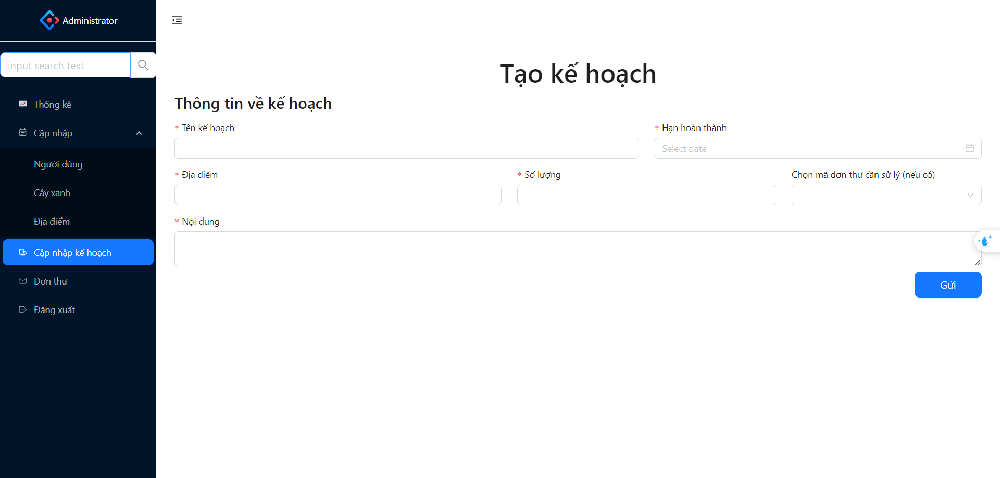 Administrator
input search text
Thống kê
Cập nhập
Người dùng
Cây xanh
Địa điểm
Cập nhập kế hoạch
Đơn thư
Đăng xuất
Tạo kế hoạch
Thông tin về kế hoạch
* Tên kế hoạch
* Hạn hoàn thành
Select date
* Địa điểm
* Số lượng
Chọn mã đơn thư cần sử lý (nếu có)
* Nội dung
Gửi